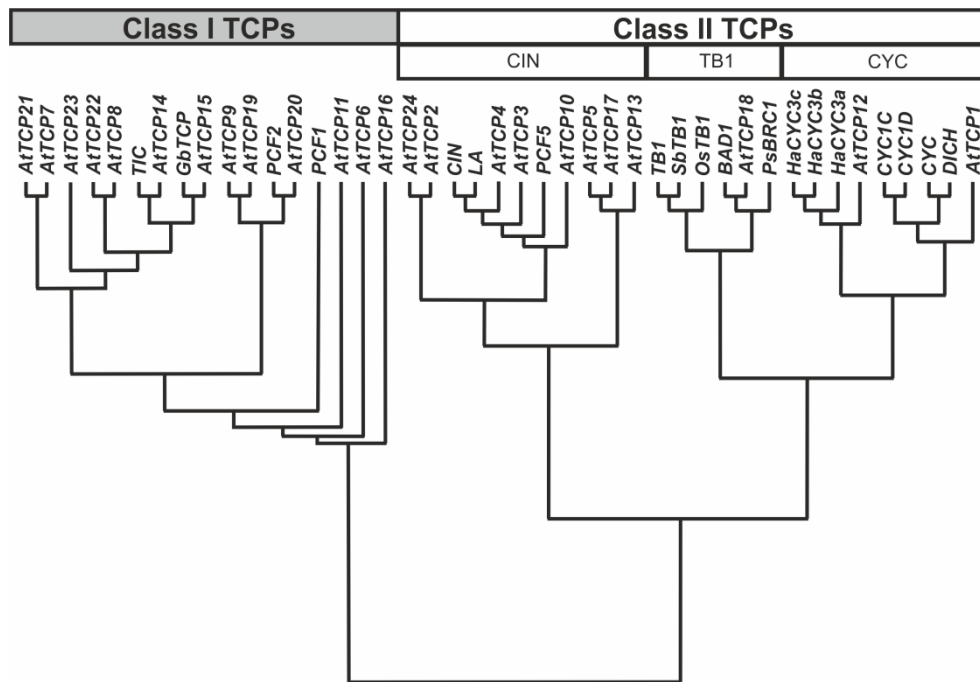 Class I TCPs
Class II TCPs
CIN
TB1
CYC
AtTCP21
AtTCP7
AtTCP23
AtTCP22
AtTCP8
TIC
AtTCP14
GbTCP
AtTCP15
AtTCP9
AtTCP19
PCF2
AtTCP20
PCF1
AtTCP11
AtTCP6
AtTCP16
AtTCP24
AtTCP2
CIN
LA
AtTCP4
AtTCP3
PCF5
AtTCP10
AtTCP5
AtTCP17
AtTCP13
TB1
SbTB1
OsTB1
BAD1
AtTCP18
PsBRC1
HaCYC3c
HaCYC3b
HaCYC3a
AtTCP12
CYC1C
CYC1D
CYC
DICH
AtTCP1